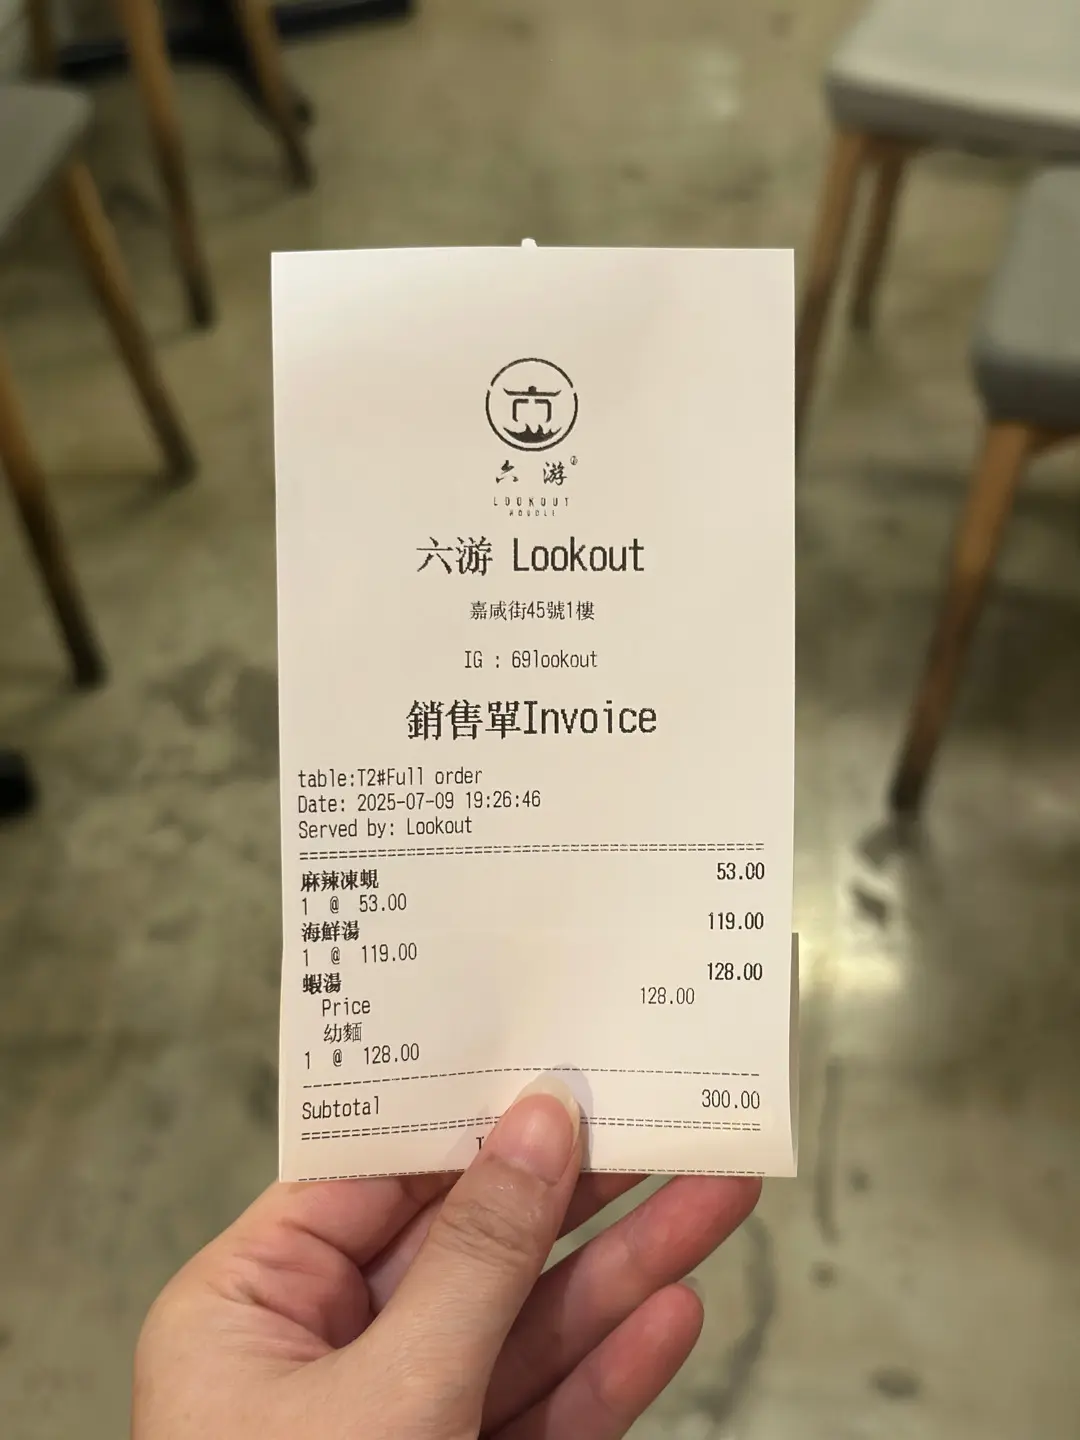 六 游
LOOKOUT
六游 Lookout
嘉咸街45號1樓
IG : 69lookout
銷售單Invoice
table:T2#Full order
Date: 2025-07-09 19:26:46
Served by: Lookout
麻辣凍蜆 53.00
1 @ 53.00
海鮮湯 119.00
1 @ 119.00
蝦湯 128.00
Price 128.00
幼麵
1 @ 128.00
Subtotal 300.00